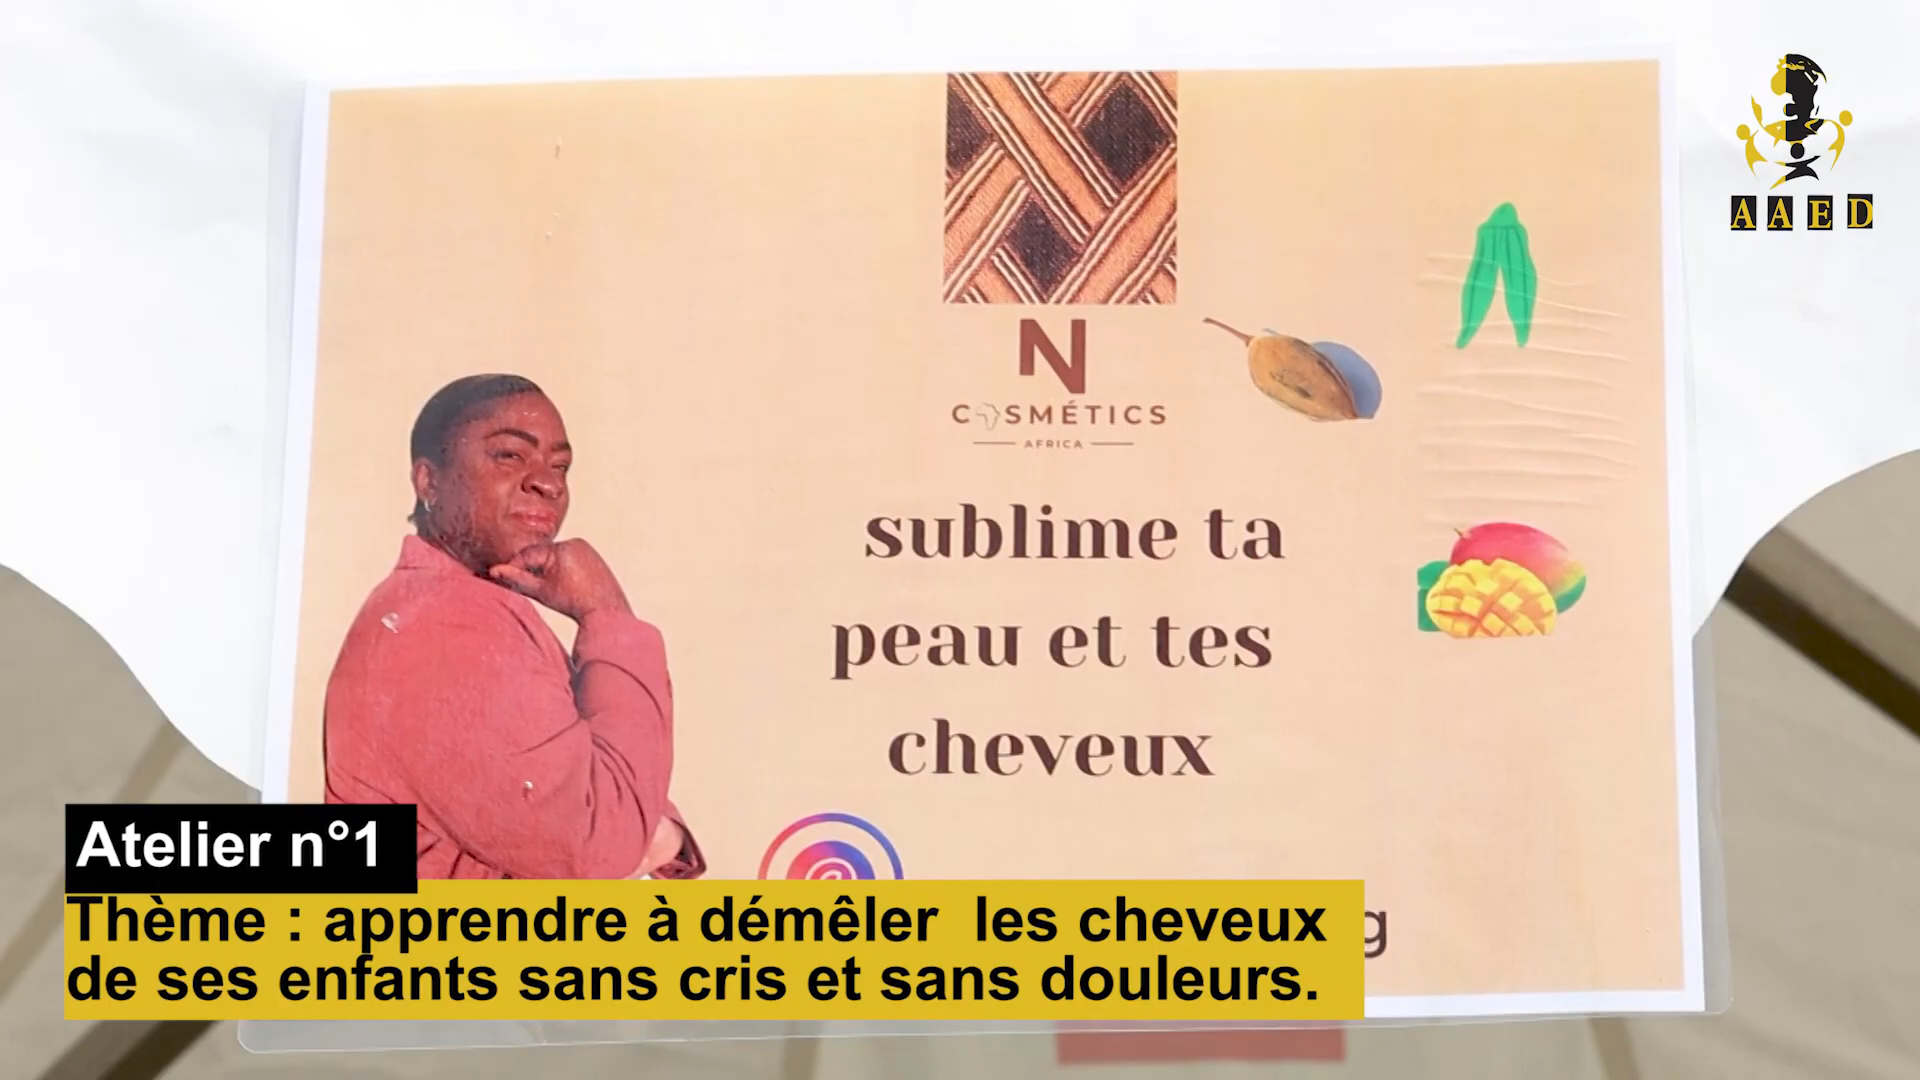 AAED
N
COSMÉTICS
AFRICA
sublime ta
peau et tes
cheveux
g
Atelier n°1
Thème : apprendre à démêler les cheveux
de ses enfants sans cris et sans douleurs.